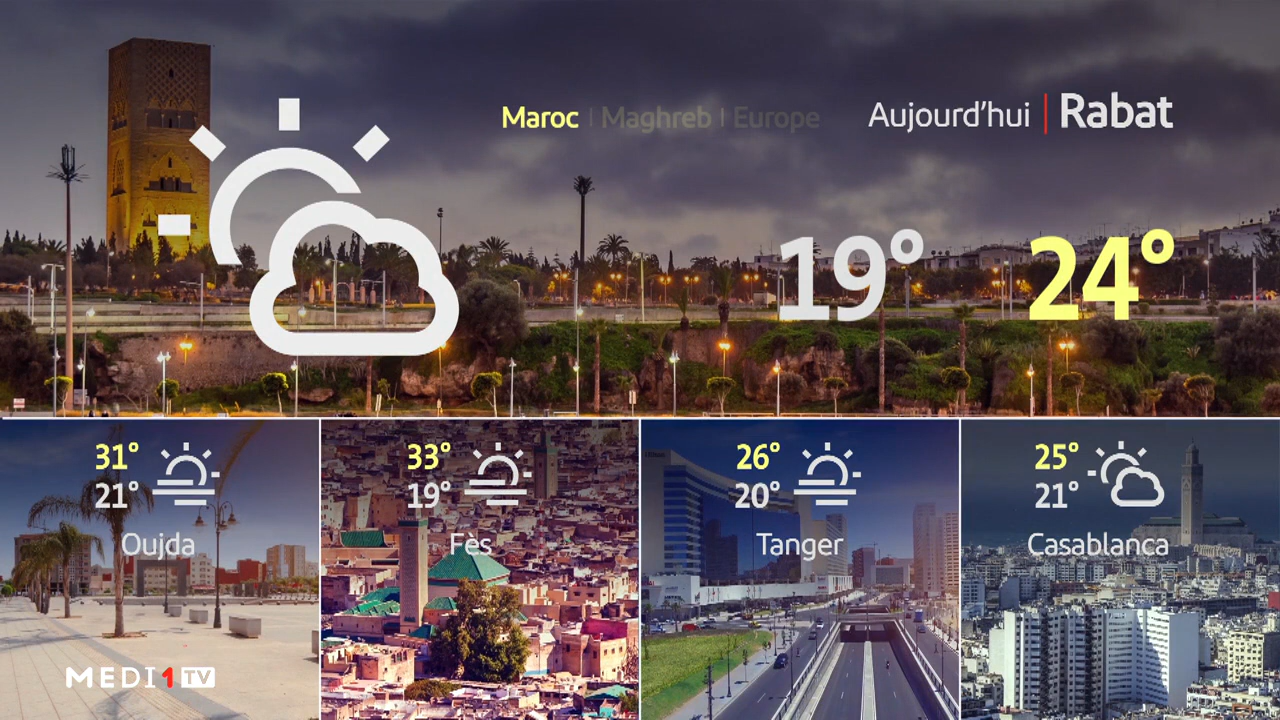 Maroc | Maghreb | Europe
Aujourd'hui | Rabat
19° 24°
31°
21°
Oujda
33°
19°
Fès
26°
20°
Tanger
25°
21°
Casablanca
MEDI1TV